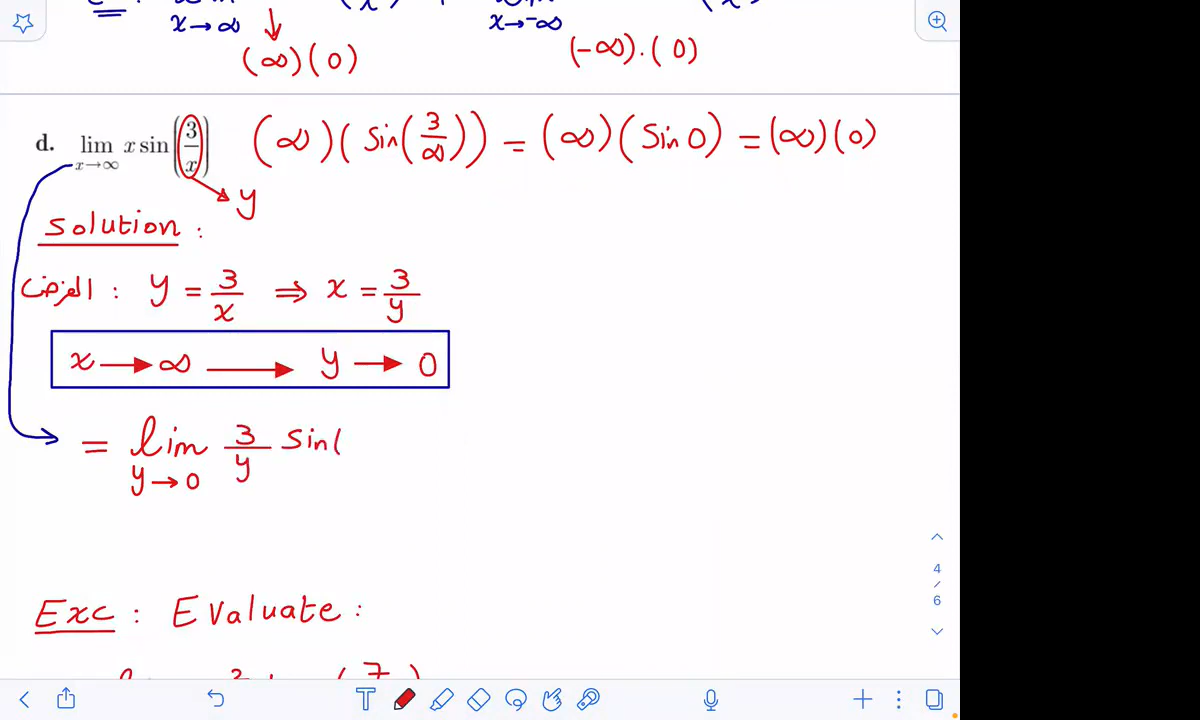 x→∞ x→-∞
(∞)(0) (-∞).(0)
d. lim x→∞ x sin(3/x) (∞)(sin(3/∞)) = (∞)(sin 0) = (∞)(0)
y
Solution :
الفرض : y = 3/x ⇒ x = 3/y
x → ∞ → y → 0
= lim y→0 3/y sin(
Exc : Evaluate :
4
/
6
T